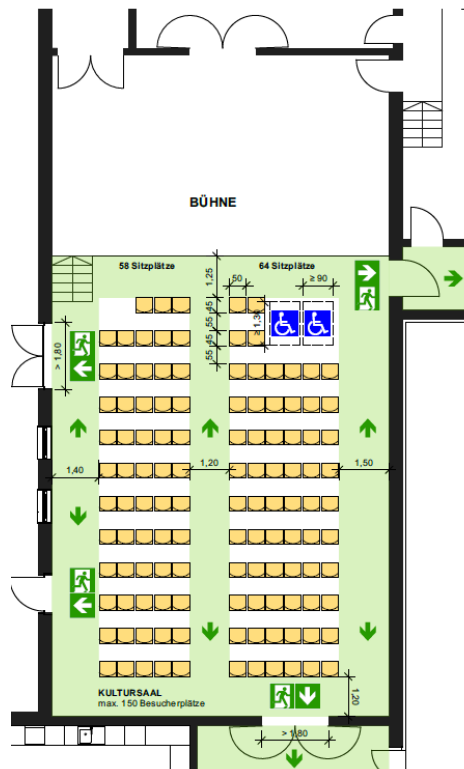 BÜHNE
58 Sitzplätze
64 Sitzplätze
1,25
50
≥ 90
45
55
45
55
≥ 1,30
> 1,80
1,40
1,20
1,50
KULTURSAAL
max. 150 Besucherplätze
1,20
> 1,80